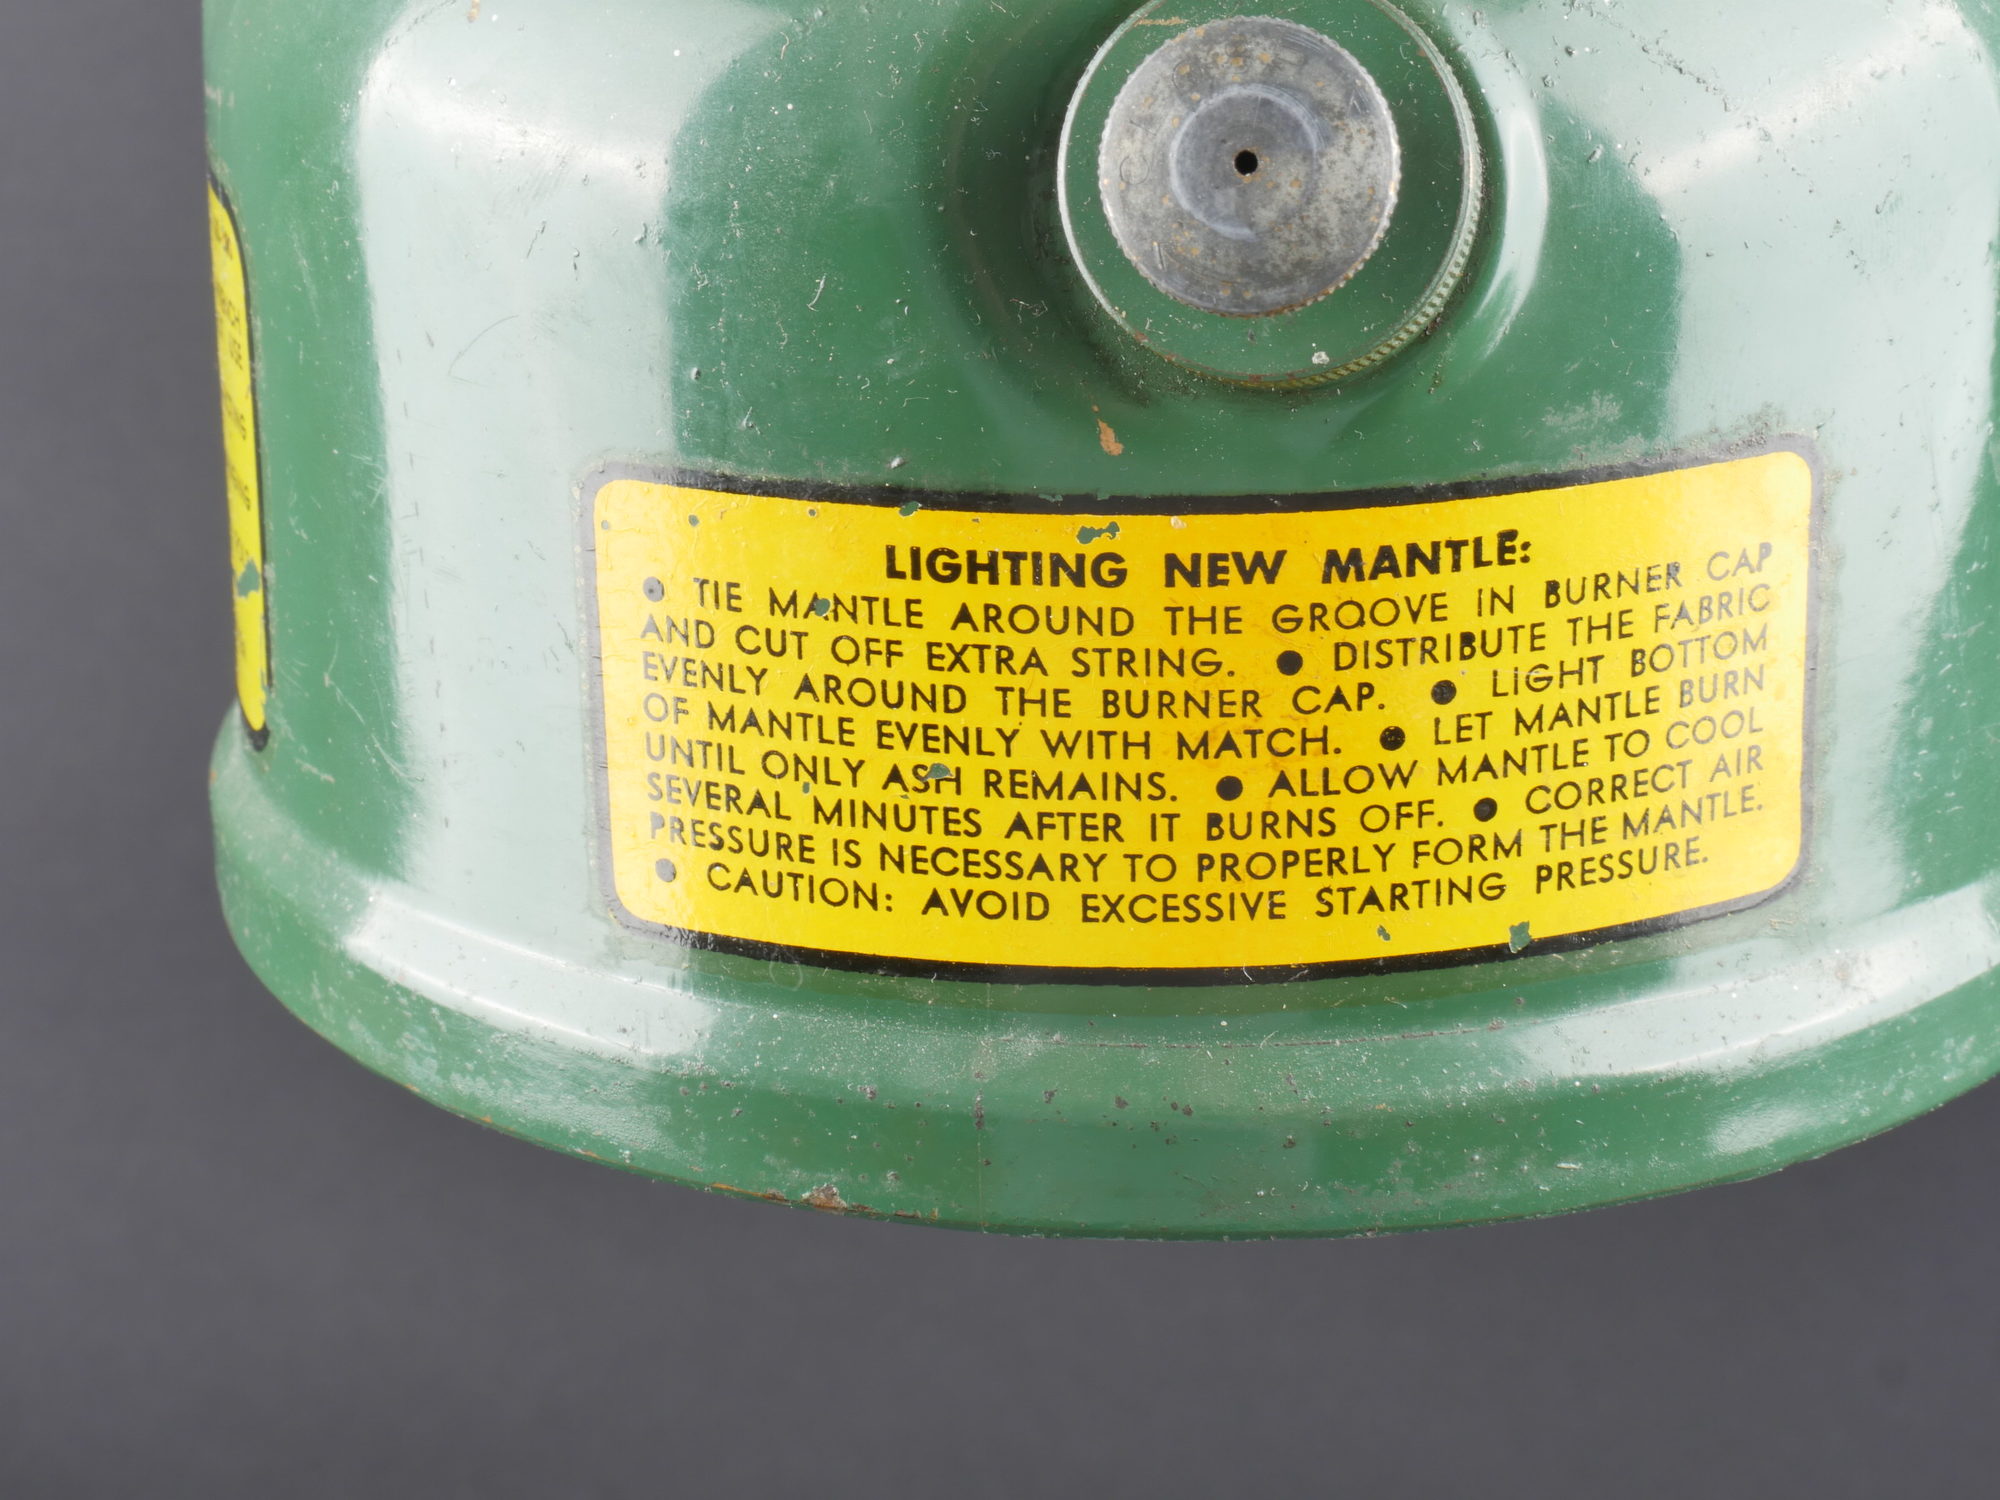 LIGHTING NEW MANTLE:
● TIE MANTLE AROUND THE GROOVE IN BURNER CAP
AND CUT OFF EXTRA STRING. ● DISTRIBUTE THE FABRIC
EVENLY AROUND THE BURNER CAP. ● LIGHT BOTTOM
OF MANTLE EVENLY WITH MATCH. ● LET MANTLE BURN
UNTIL ONLY ASH REMAINS. ● ALLOW MANTLE TO COOL
SEVERAL MINUTES AFTER IT BURNS OFF. ● CORRECT AIR
PRESSURE IS NECESSARY TO PROPERLY FORM THE MANTLE.
● CAUTION: AVOID EXCESSIVE STARTING PRESSURE.
USE